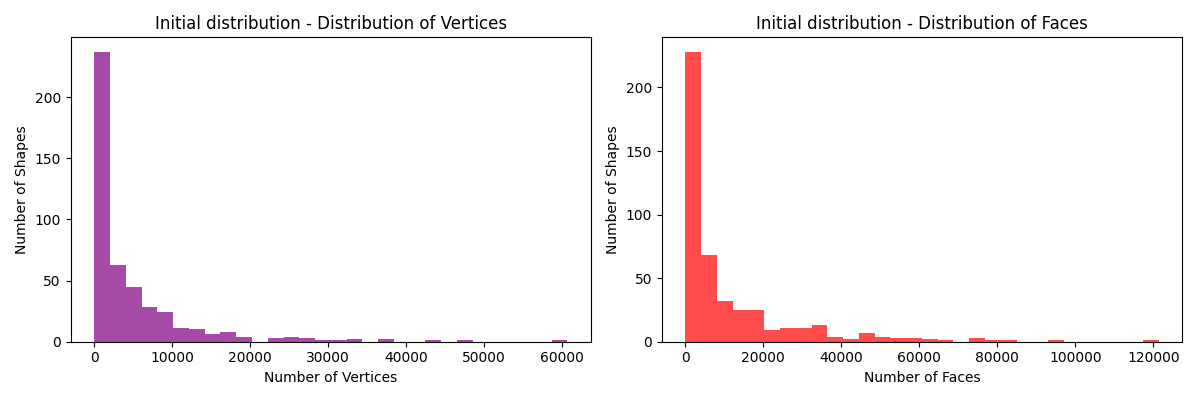 Initial distribution - Distribution of Vertices
Number of Shapes
200
150
100
50
0
0 10000 20000 30000 40000 50000 60000
Number of Vertices
Initial distribution - Distribution of Faces
Number of Shapes
200
150
100
50
0
0 20000 40000 60000 80000 100000 120000
Number of Faces